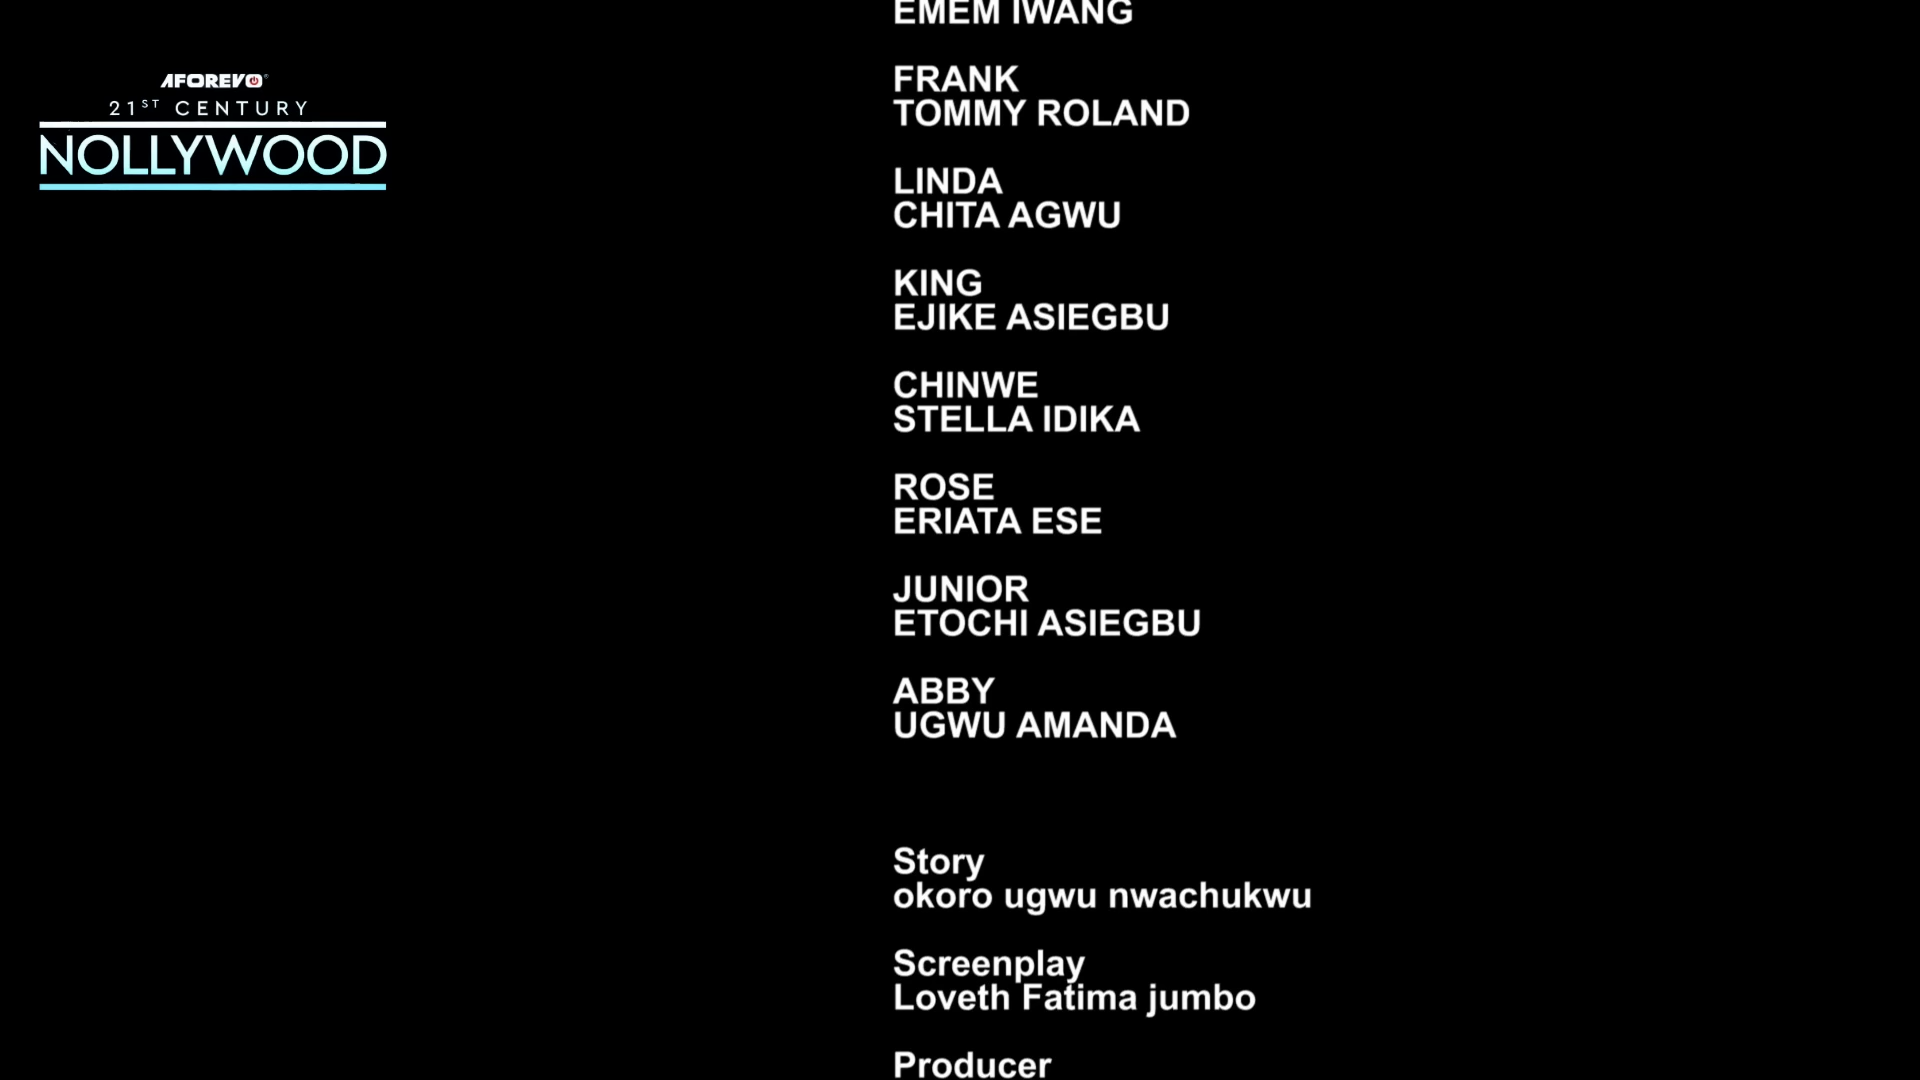 AFOREVO
21ST CENTURY
NOLLYWOOD
EMEM IWANG
FRANK
TOMMY ROLAND
LINDA
CHITA AGWU
KING
EJIKE ASIEGBU
CHINWE
STELLA IDIKA
ROSE
ERIATA ESE
JUNIOR
ETOCHI ASIEGBU
ABBY
UGWU AMANDA
Story
okoro ugwu nwachukwu
Screenplay
Loveth Fatima jumbo
Producer